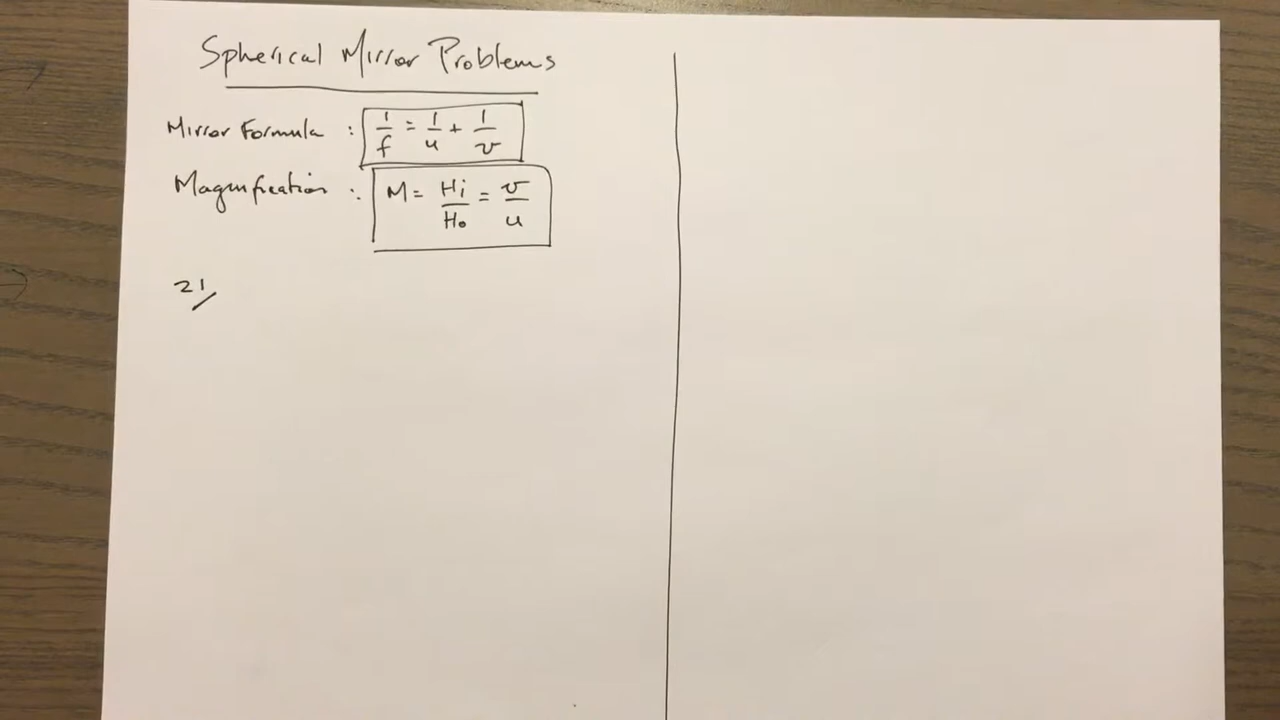 Spherical Mirror Problems
Mirror Formula : 1/f = 1/u + 1/v
Magnification : M = Hi/Ho = v/u
21/